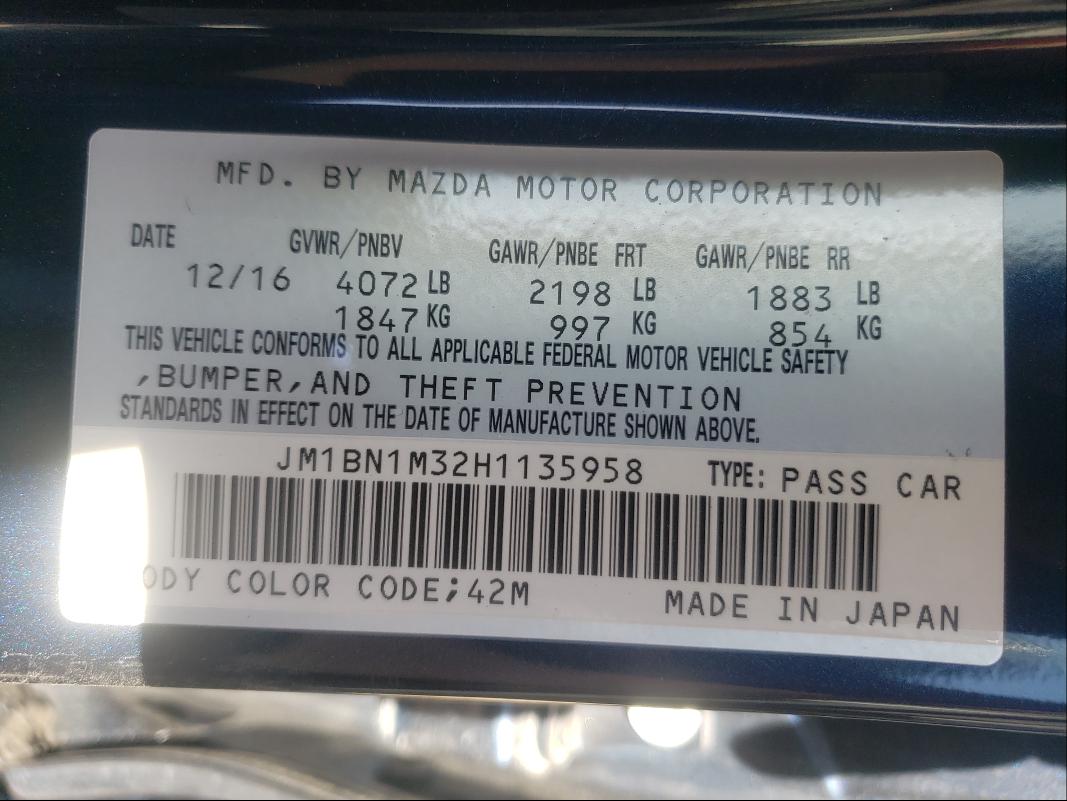 MFD. BY MAZDA MOTOR CORPORATION
DATE GVWR/PNBV GAWR/PNBE FRT GAWR/PNBE RR
12/16 4072 LB 2198 LB 1883 LB
1847 KG 997 KG 854 KG
THIS VEHICLE CONFORMS TO ALL APPLICABLE FEDERAL MOTOR VEHICLE SAFETY
,BUMPER,AND THEFT PREVENTION
STANDARDS IN EFFECT ON THE DATE OF MANUFACTURE SHOWN ABOVE.
JM1BN1M32H1135958 TYPE: PASS CAR
ODY COLOR CODE;42M MADE IN JAPAN